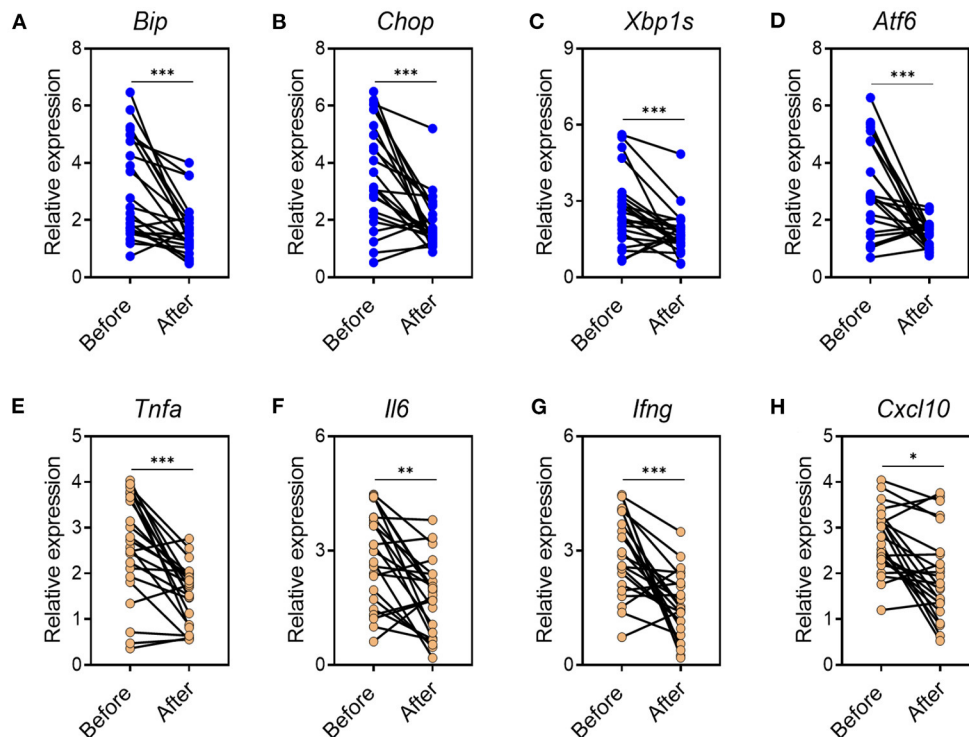 A Bip
8
6
4
2
0
Relative expression
***
Before After
B Chop
8
6
4
2
0
Relative expression
***
Before After
C Xbp1s
9
6
3
0
Relative expression
***
Before After
D Atf6
8
6
4
2
0
Relative expression
***
Before After
E Tnfa
5
4
3
2
1
0
Relative expression
***
Before After
F Il6
6
3
0
Relative expression
**
Before After
G Ifng
6
3
0
Relative expression
***
Before After
H Cxcl10
5
4
3
2
1
0
Relative expression
*
Before After